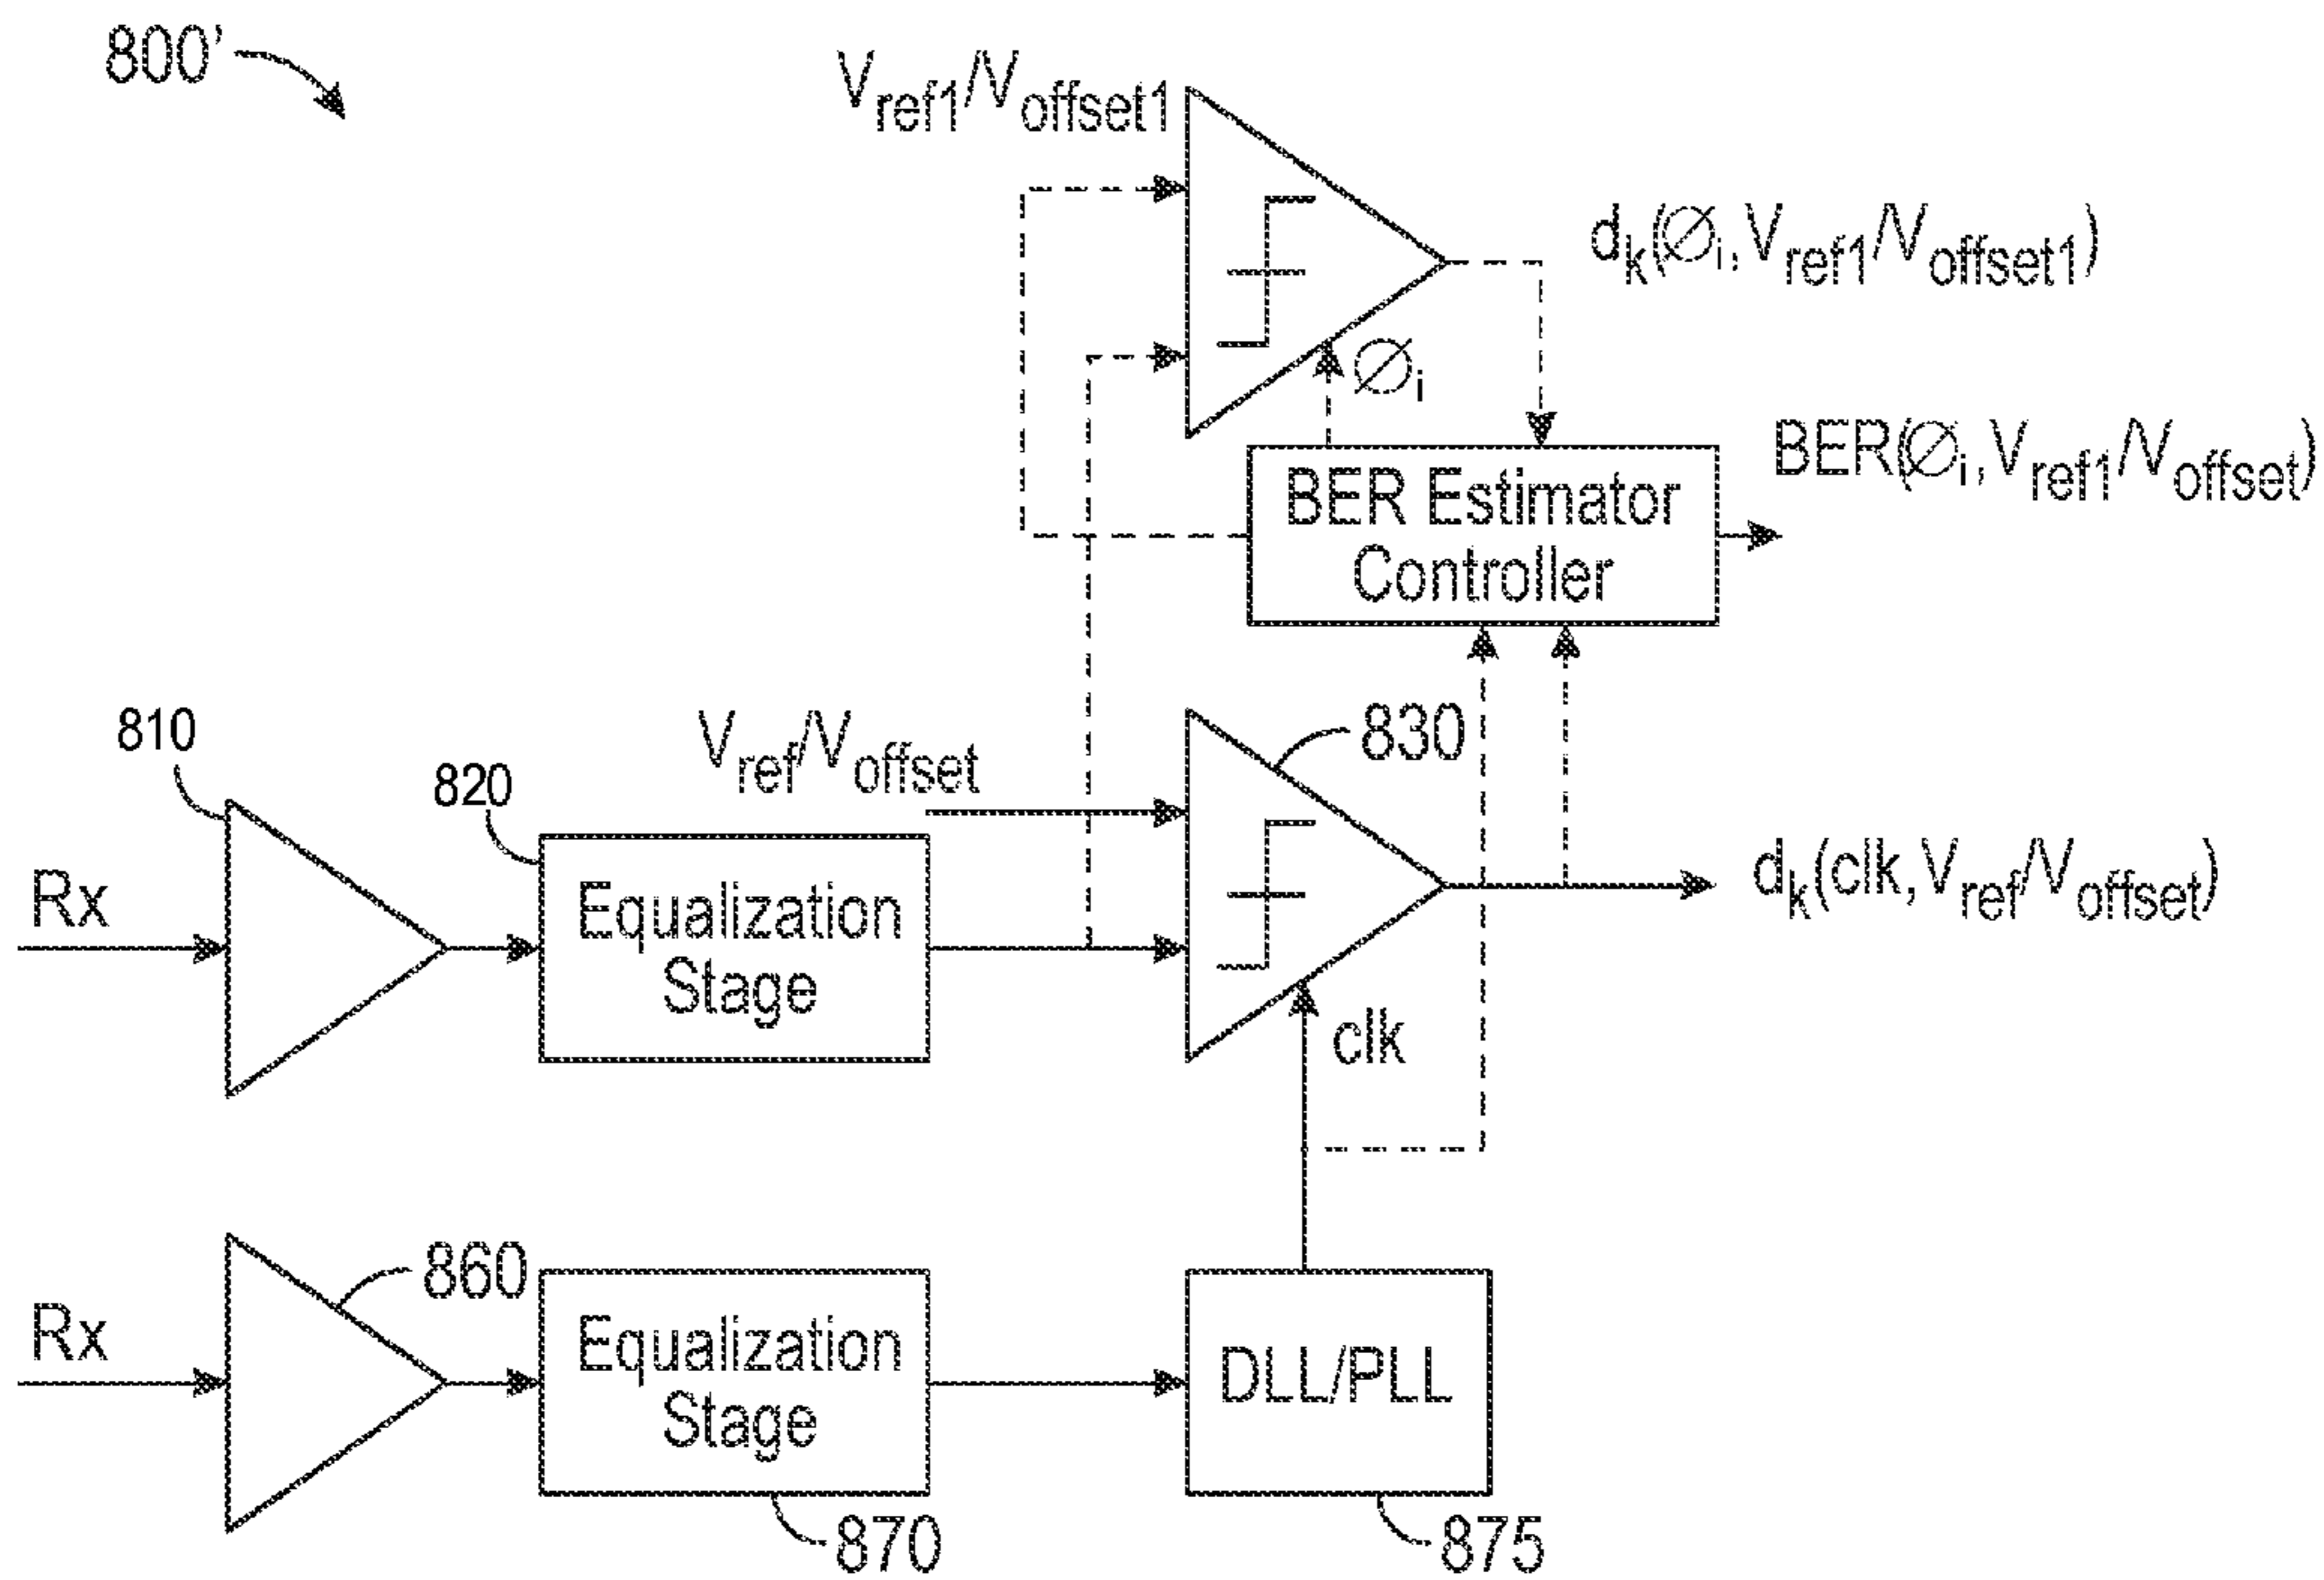 800'
Vref1/Voffset1
dk(∅i,Vref1/Voffset1)
∅i
BER(∅i,Vref1/Voffset)
BER Estimator
Controller
810
820
Vref/Voffset
830
Rx
Equalization
Stage
dk(clk,Vref/Voffset)
clk
860
Rx
Equalization
Stage
DLL/PLL
870
875